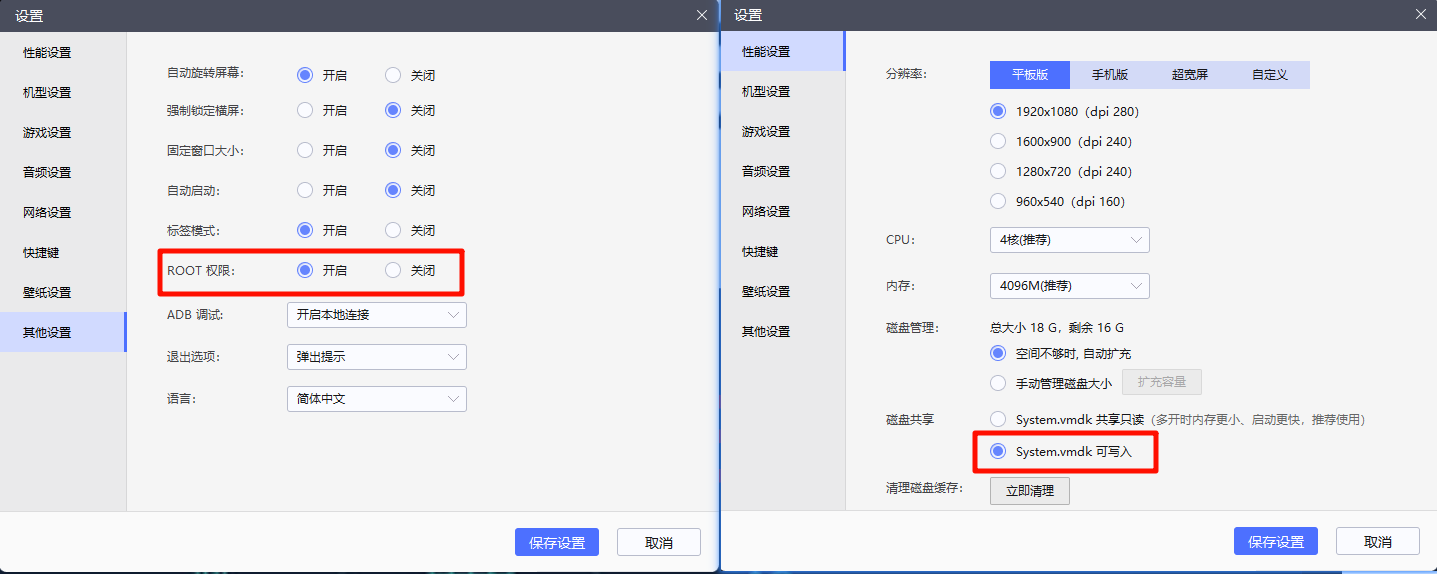 设置
性能设置
机型设置
游戏设置
音频设置
网络设置
快捷键
壁纸设置
其他设置
自动旋转屏幕: 开启 关闭
强制锁定横屏: 开启 关闭
固定窗口大小: 开启 关闭
自动启动: 开启 关闭
标签模式: 开启 关闭
ROOT 权限: 开启 关闭
ADB 调试: 开启本地连接
退出选项: 弹出提示
语言: 简体中文
保存设置 取消
设置
性能设置
机型设置
游戏设置
音频设置
网络设置
快捷键
壁纸设置
其他设置
分辨率: 平板版 手机版 超宽屏 自定义
1920x1080（dpi 280）
1600x900（dpi 240）
1280x720（dpi 240）
960x540（dpi 160）
CPU: 4核(推荐)
内存: 4096M(推荐)
磁盘管理: 总大小 18 G，剩余 16 G
空间不够时, 自动扩充
手动管理磁盘大小 扩充容量
磁盘共享 System.vmdk 共享只读（多开时内存更小、启动更快，推荐使用）
System.vmdk 可写入
清理磁盘缓存: 立即清理
保存设置 取消